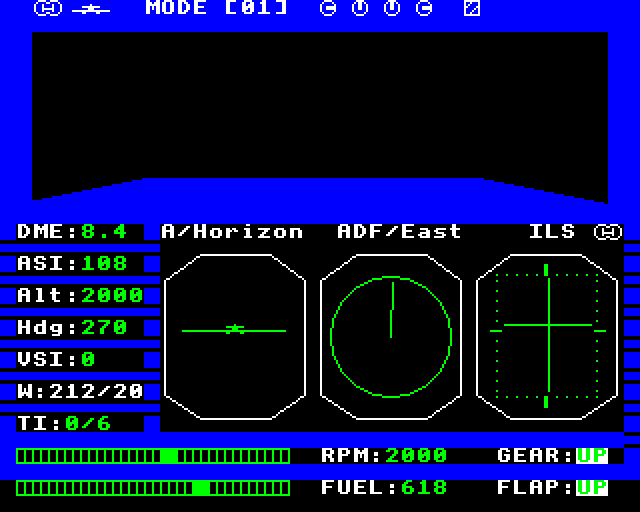 MODE [01] C U U C
DME:8.4 A/Horizon ADF/East ILS
ASI:108
Alt:2000
Hdg:270
VSI:0
W:212/20
TI:0/6
RPM:2000 GEAR:UP
FUEL:618 FLAP:UP